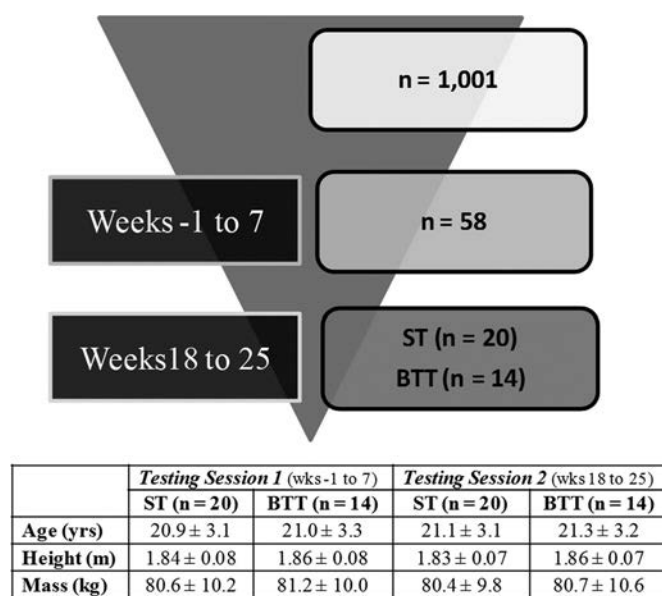 n = 1,001
Weeks -1 to 7
n = 58
Weeks18 to 25
ST (n = 20)
BTT (n = 14)
Testing Session 1 (wks -1 to 7) Testing Session 2 (wks 18 to 25)
ST (n = 20) BTT (n = 14) ST (n = 20) BTT (n = 14)
Age (yrs) 20.9 ± 3.1 21.0 ± 3.3 21.1 ± 3.1 21.3 ± 3.2
Height (m) 1.84 ± 0.08 1.86 ± 0.08 1.83 ± 0.07 1.86 ± 0.07
Mass (kg) 80.6 ± 10.2 81.2 ± 10.0 80.4 ± 9.8 80.7 ± 10.6